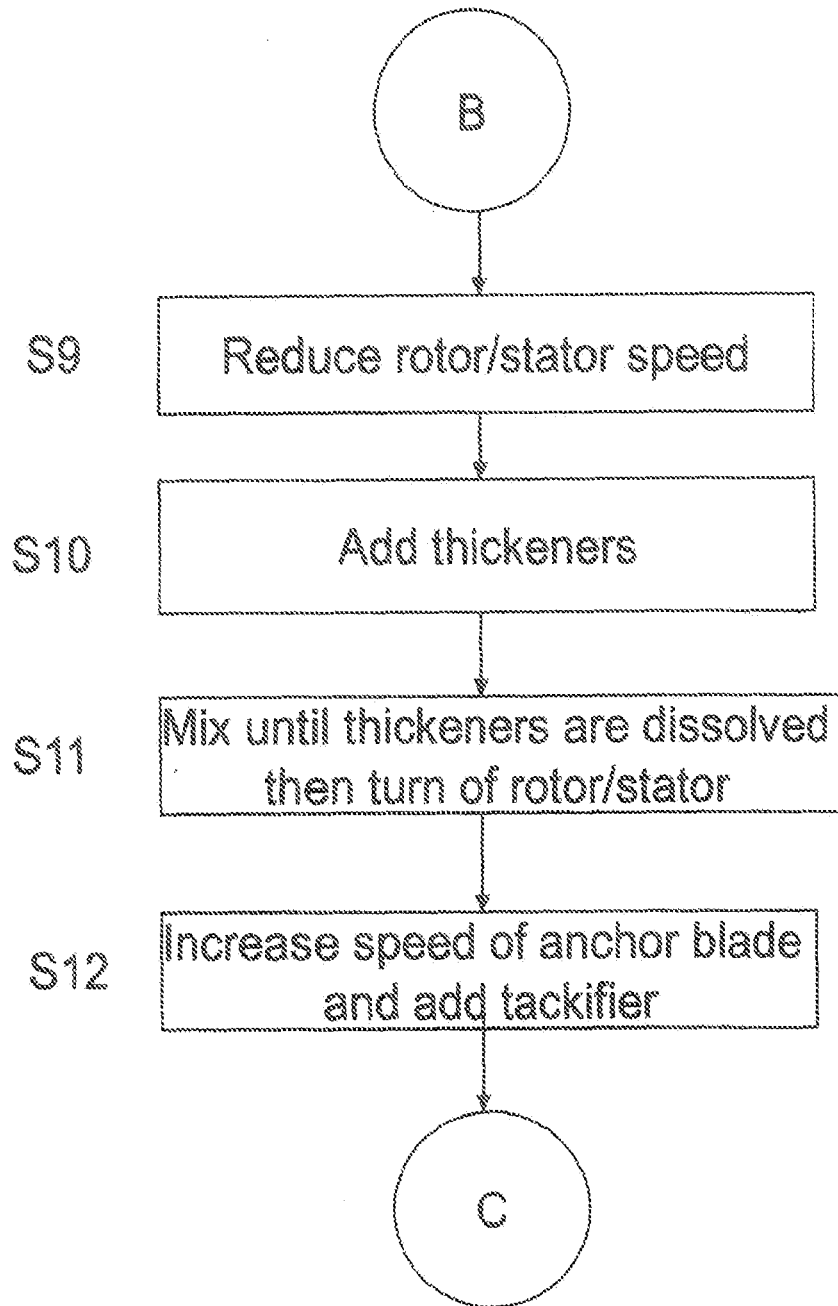 B
S9
Reduce rotor/stator speed
S10
Add thickeners
S11
Mix until thickeners are dissolved
then turn of rotor/stator
S12
Increase speed of anchor blade
and add tackifier
C